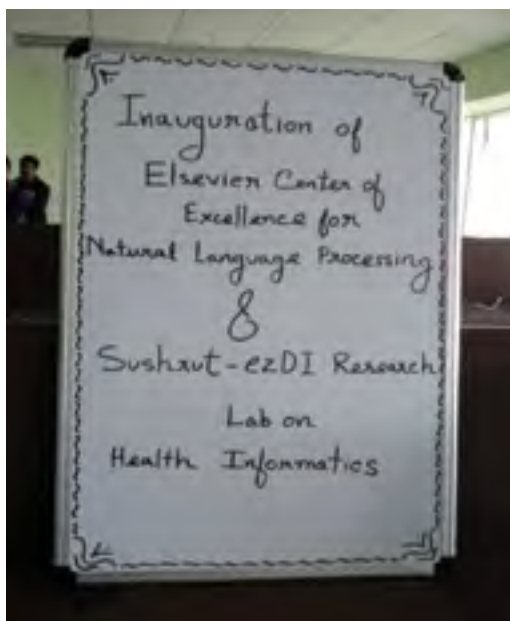 Inauguration of
Elsevier Center of
Excellence for
Natural Language Processing
&
Sushrut-ezDI Research
Lab on
Health Informatics